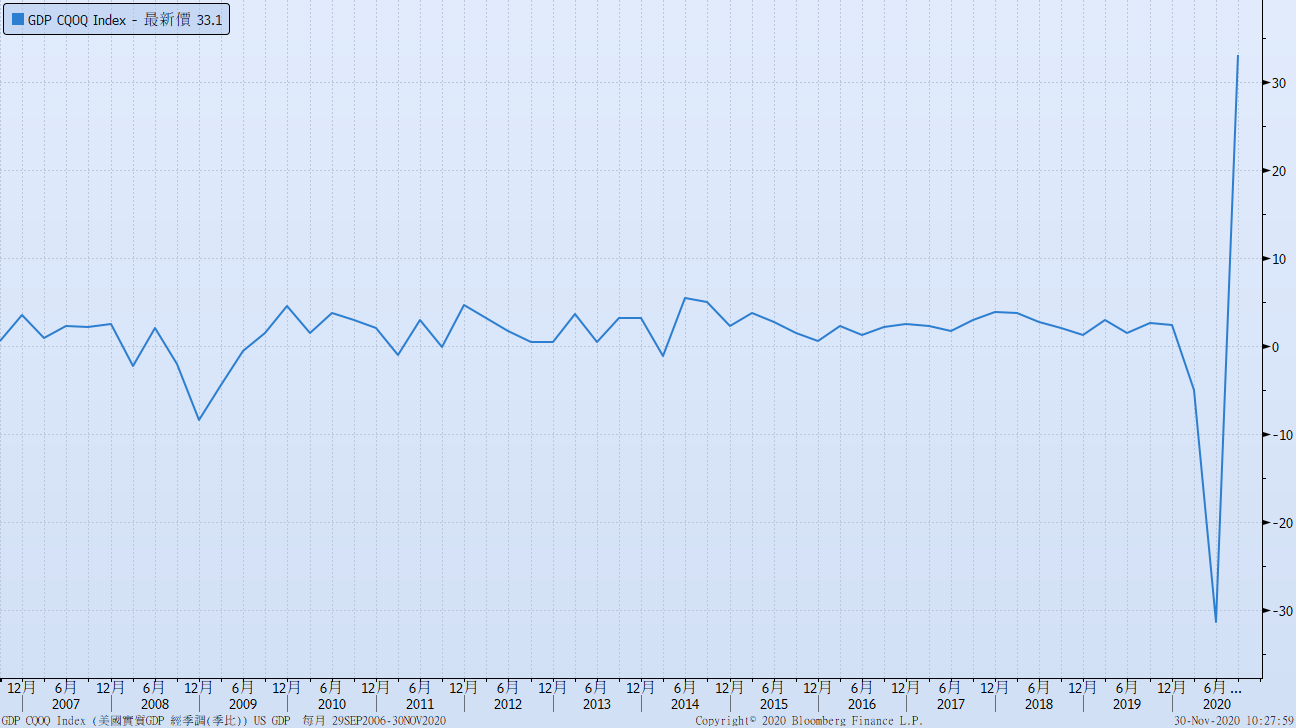 GDP CQOQ Index - 最新價 33.1
30
20
10
0
-10
-20
-30
12月 6月 12月 6月 12月 6月 12月 6月 12月 6月 12月 6月 12月 6月 12月 6月 12月 6月 12月 6月 12月 6月 12月 6月 12月 6月 12月 6月 ...
2007 2008 2009 2010 2011 2012 2013 2014 2015 2016 2017 2018 2019 2020
GDP CQOQ Index (美國實質GDP 經季調(季比)) US GDP 每月 29SEP2006-30NOV2020 Copyright© 2020 Bloomberg Finance L.P. 30-Nov-2020 10:27:59